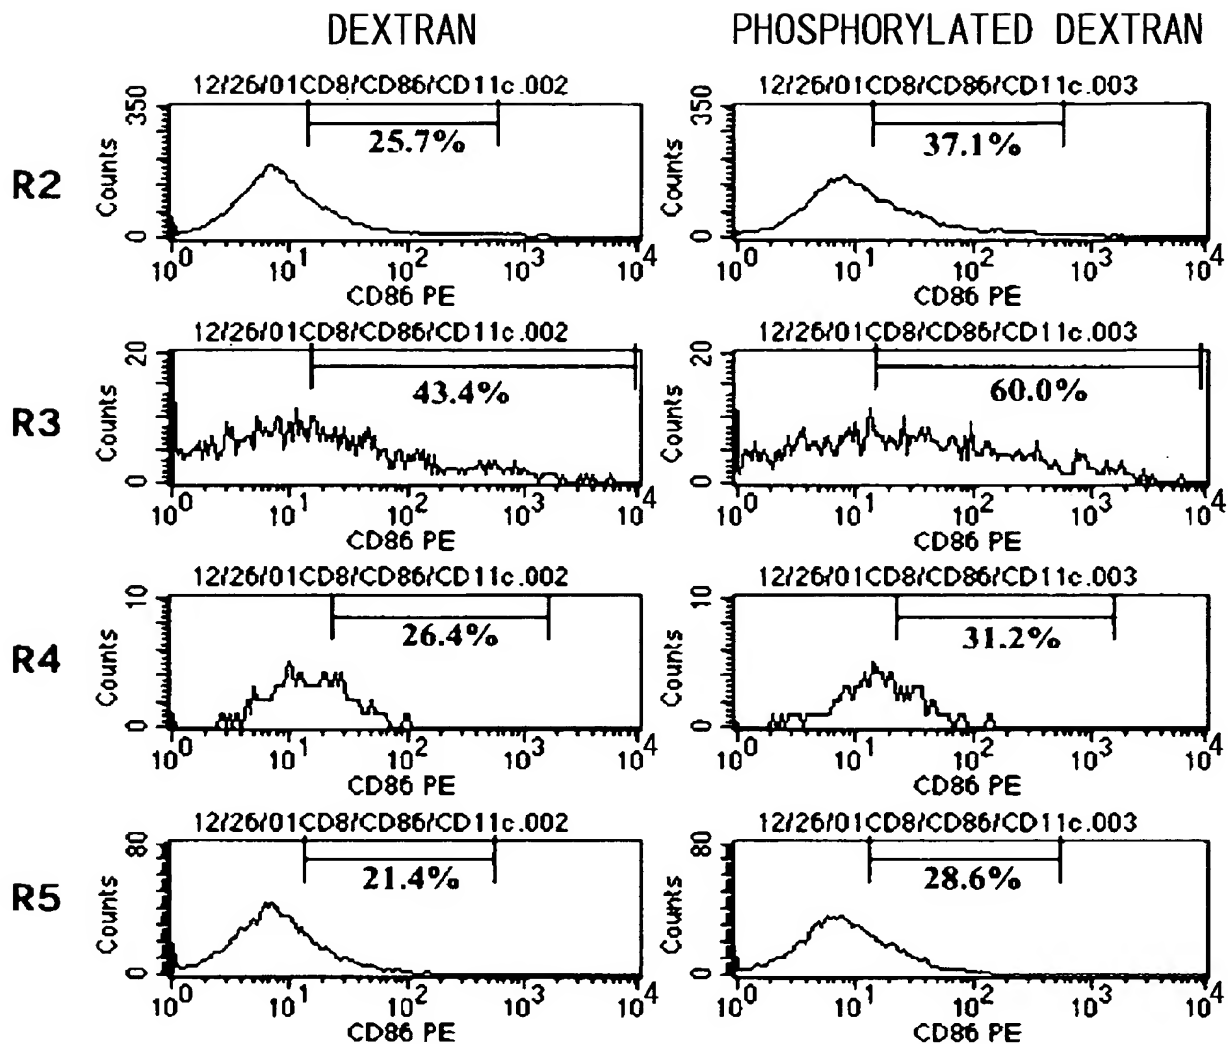 DEXTRAN PHOSPHORYLATED DEXTRAN
12/26/01CD8/CD86/CD11c.002 12/26/01CD8/CD86/CD11c.003
R2
350 350
25.7% 37.1%
Counts Counts
0 0
10^0 10^1 10^2 10^3 10^4 10^0 10^1 10^2 10^3 10^4
CD86 PE CD86 PE
12/26/01CD8/CD86/CD11c.002 12/26/01CD8/CD86/CD11c.003
R3
20 20
43.4% 60.0%
Counts Counts
0 0
10^0 10^1 10^2 10^3 10^4 10^0 10^1 10^2 10^3 10^4
CD86 PE CD86 PE
12/26/01CD8/CD86/CD11c.002 12/26/01CD8/CD86/CD11c.003
R4
10 10
26.4% 31.2%
Counts Counts
0 0
10^0 10^1 10^2 10^3 10^4 10^0 10^1 10^2 10^3 10^4
CD86 PE CD86 PE
12/26/01CD8/CD86/CD11c.002 12/26/01CD8/CD86/CD11c.003
R5
80 80
21.4% 28.6%
Counts Counts
0 0
10^0 10^1 10^2 10^3 10^4 10^0 10^1 10^2 10^3 10^4
CD86 PE CD86 PE